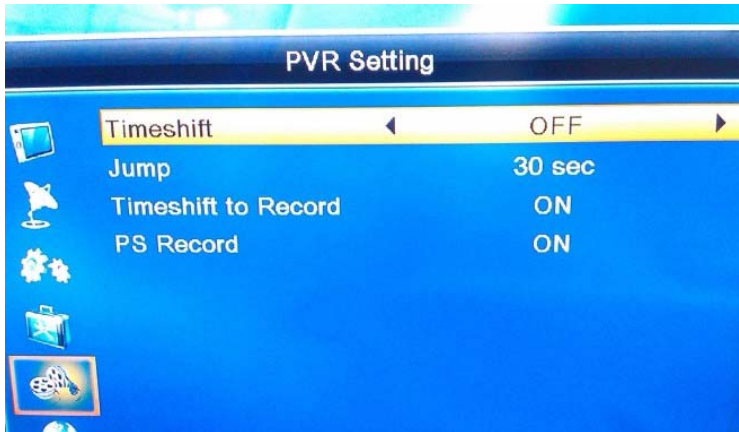 PVR Setting
Timeshift OFF
Jump 30 sec
Timeshift to Record ON
PS Record ON